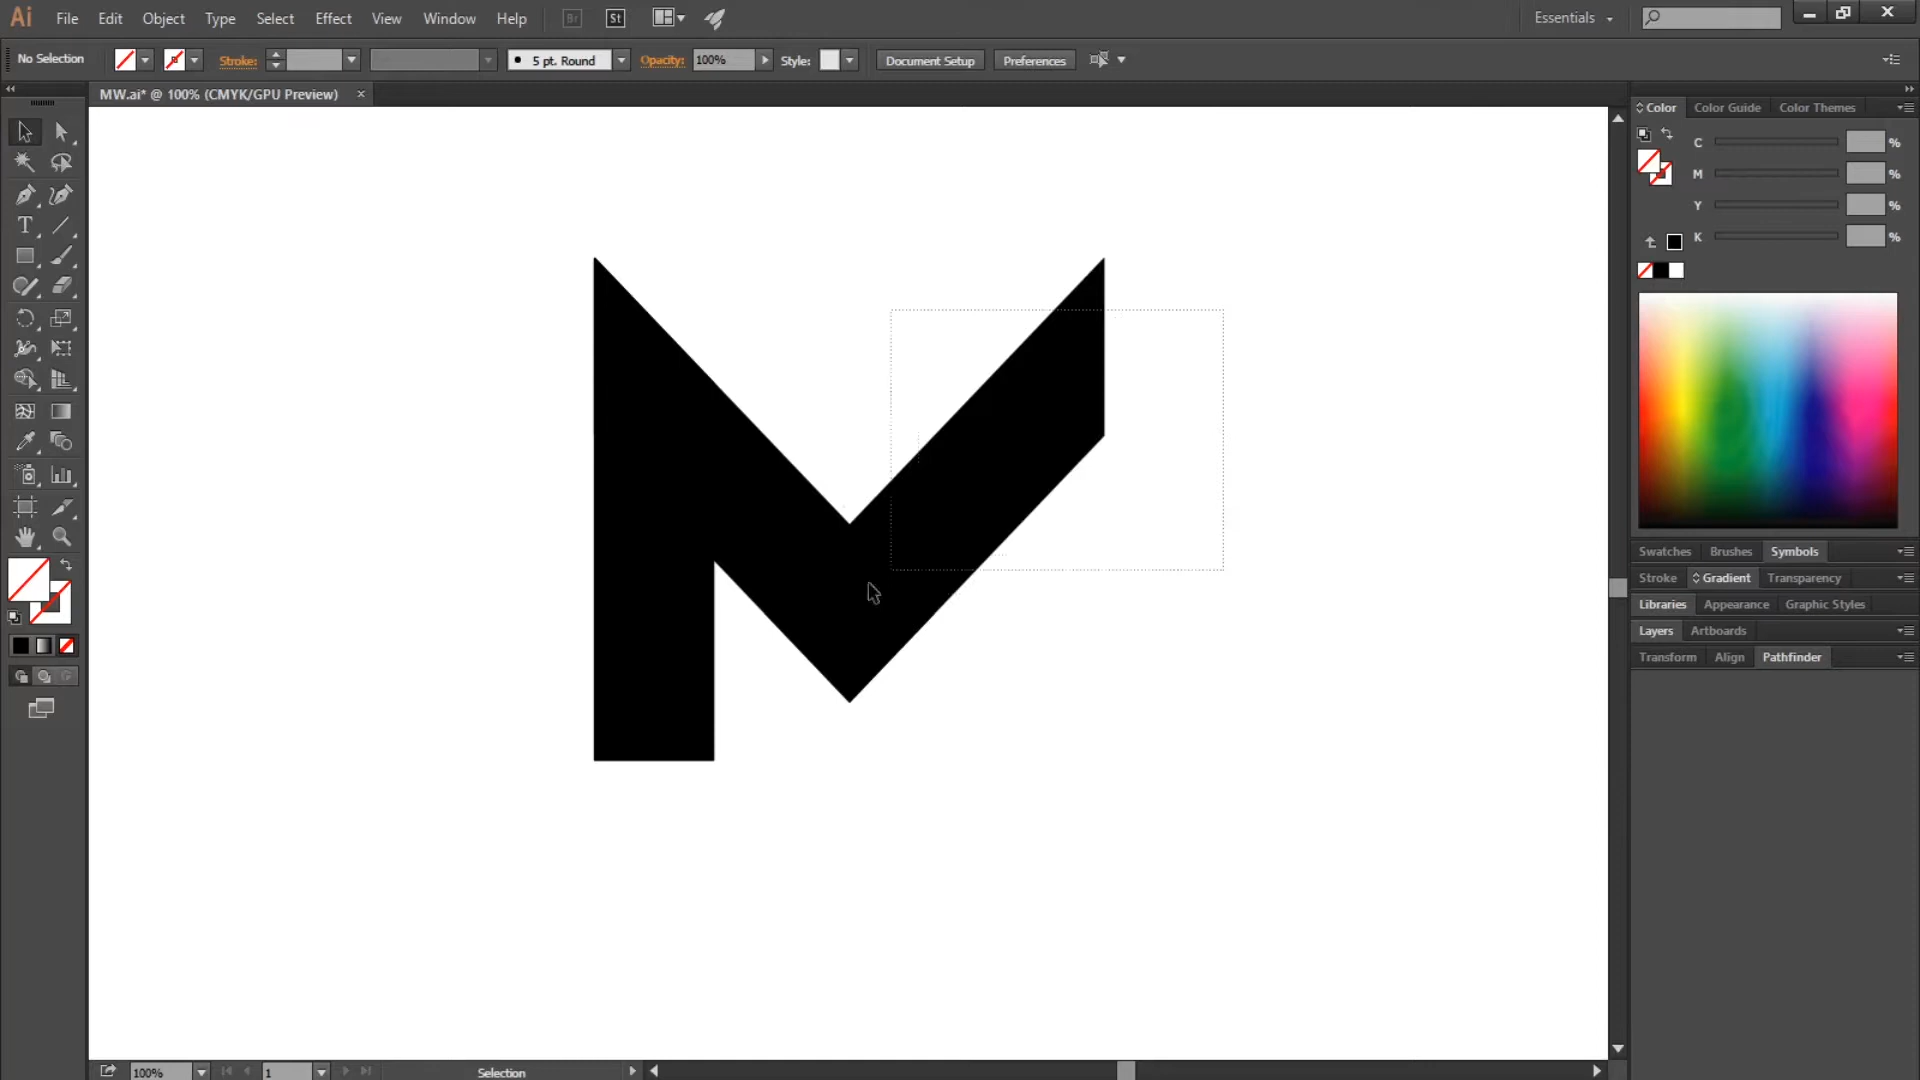 Ai File Edit Object Type Select Effect View Window Help Br St Essentials
No Selection Stroke: 5 pt. Round Opacity: 100% Style: Document Setup Preferences
MW.ai* @ 100% (CMYK/GPU Preview) ×
Color Color Guide Color Themes
C %
M %
Y %
K %
Swatches Brushes Symbols
Stroke Gradient Transparency
Libraries Appearance Graphic Styles
Layers Artboards
Transform Align Pathfinder
100% 1 Selection